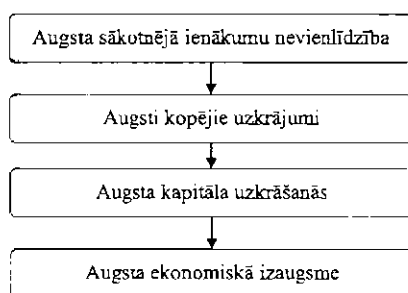 Augsta sākotnējā ienākumu nevienlīdzība
Augsti kopējie uzkrājumi
Augsta kapitāla uzkrāšanās
Augsta ekonomiskā izaugsme